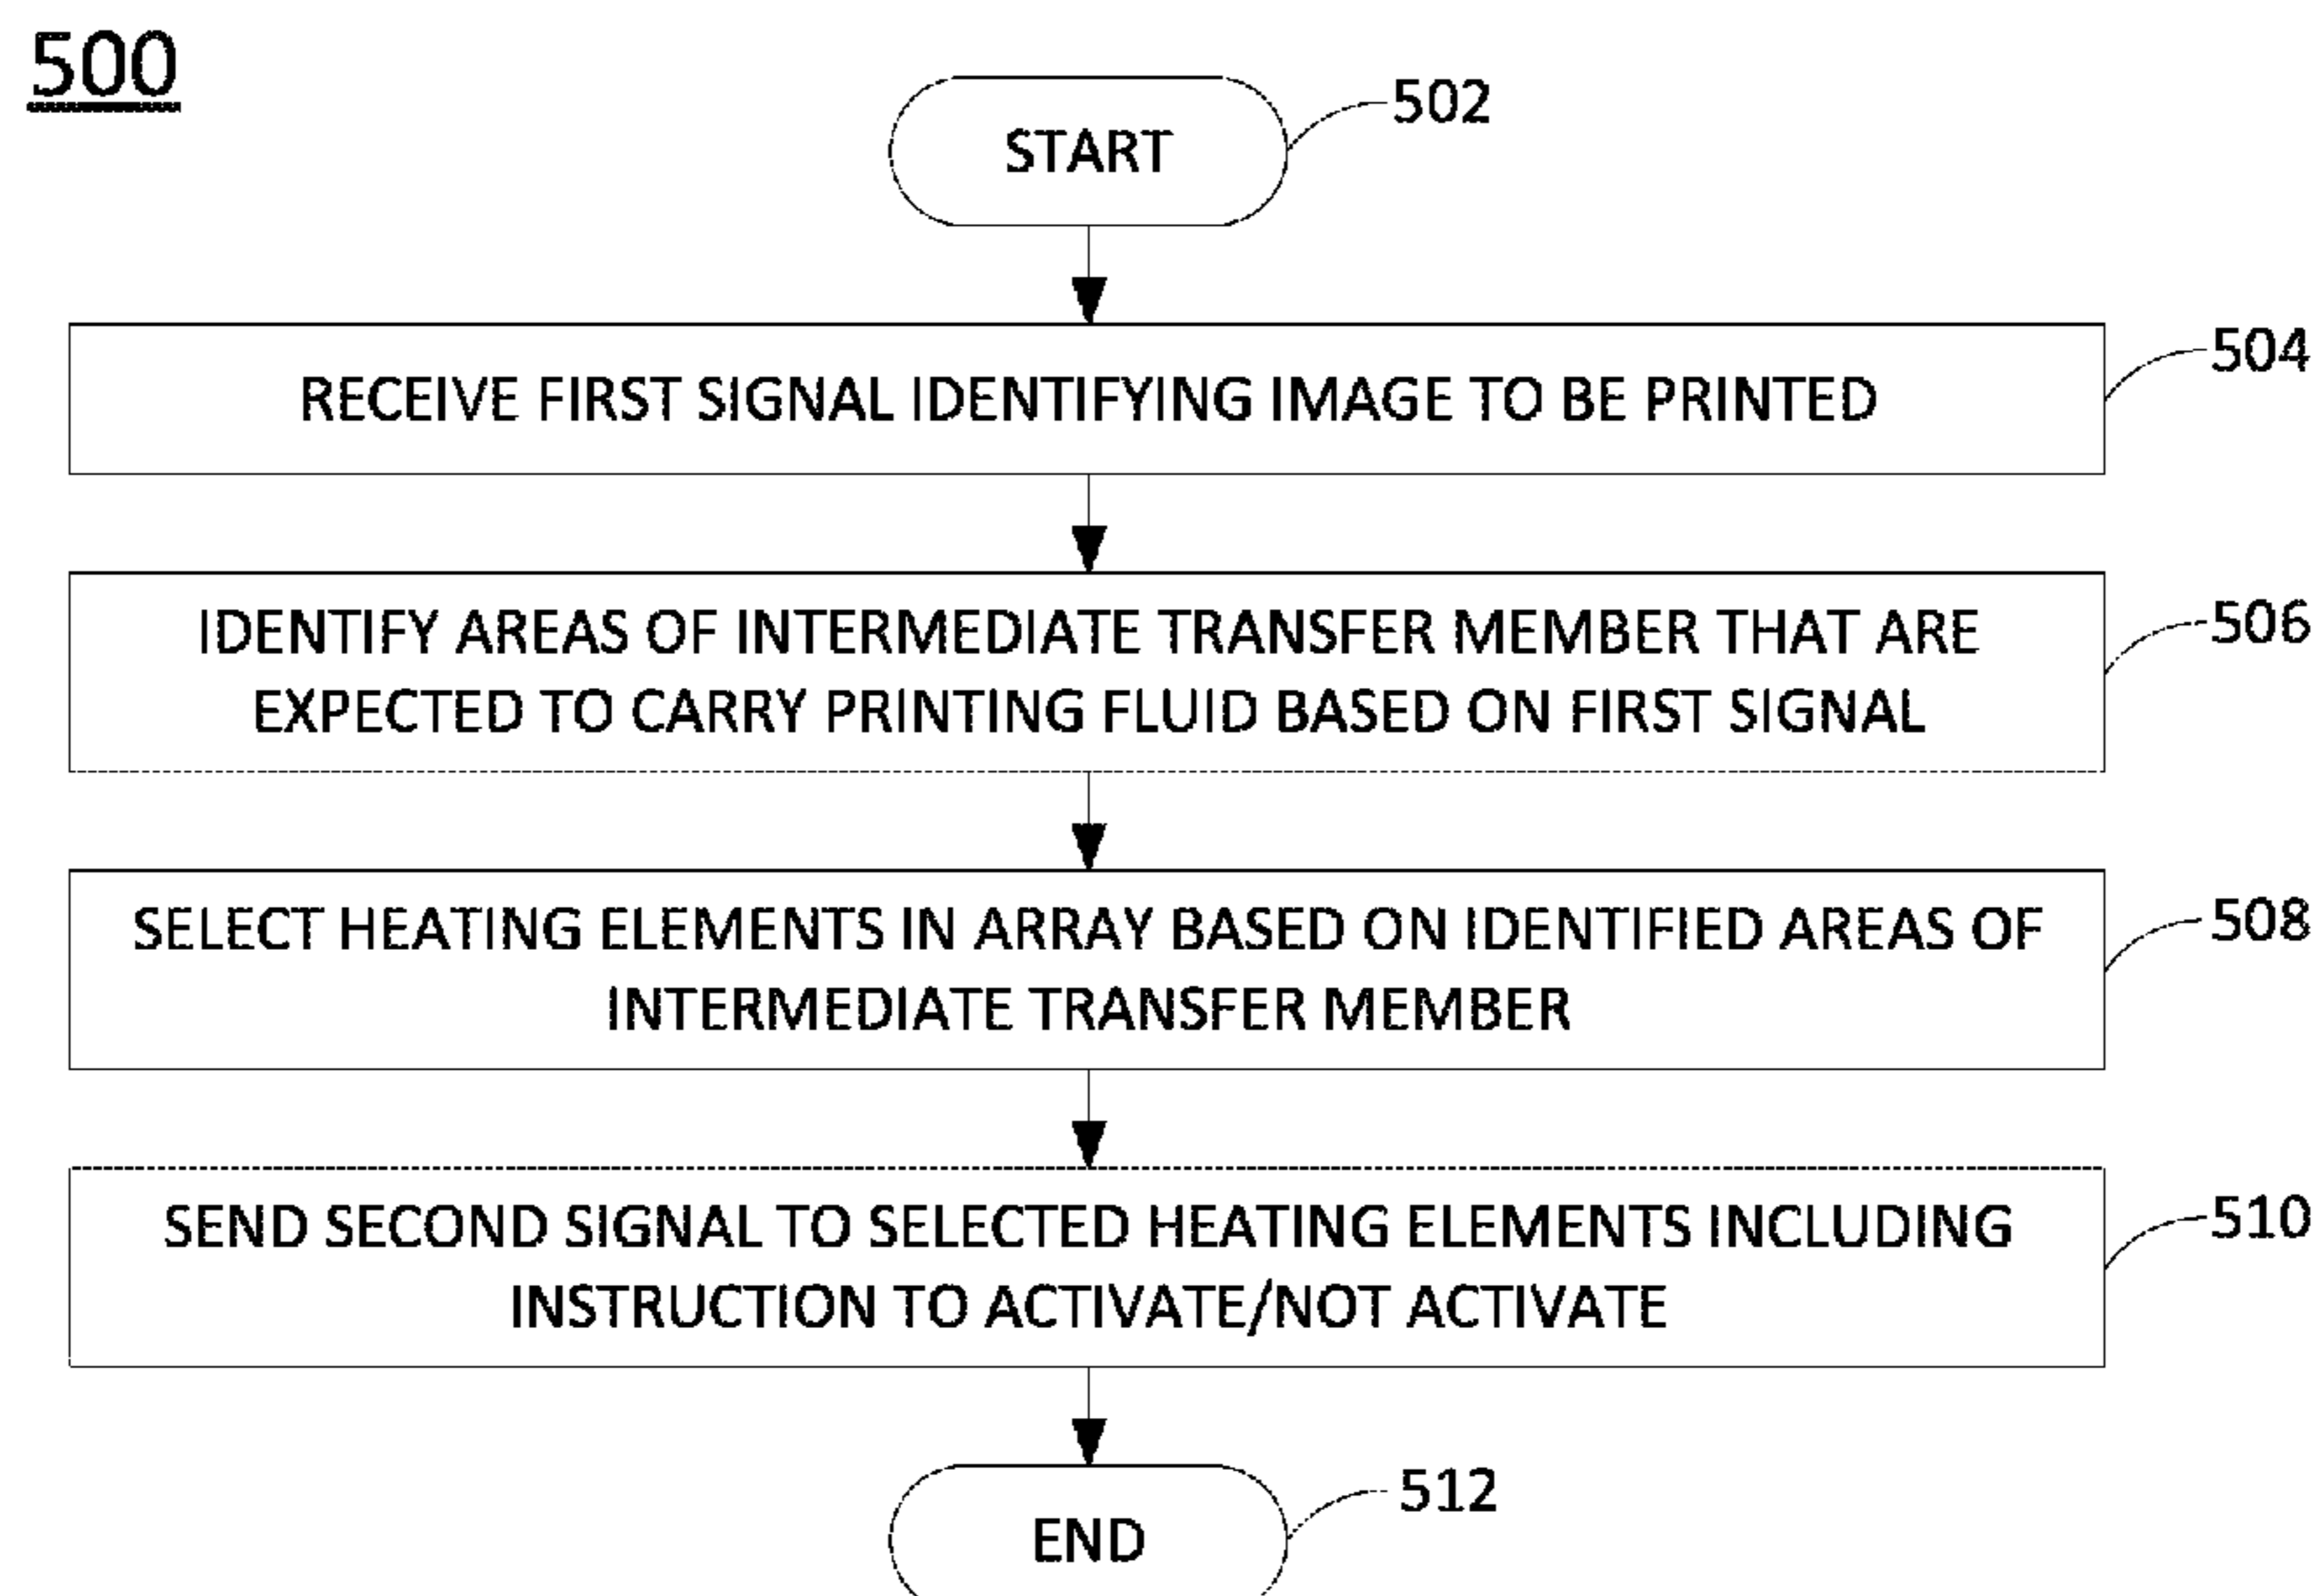 500
START
502
RECEIVE FIRST SIGNAL IDENTIFYING IMAGE TO BE PRINTED
504
IDENTIFY AREAS OF INTERMEDIATE TRANSFER MEMBER THAT ARE
EXPECTED TO CARRY PRINTING FLUID BASED ON FIRST SIGNAL
506
SELECT HEATING ELEMENTS IN ARRAY BASED ON IDENTIFIED AREAS OF
INTERMEDIATE TRANSFER MEMBER
508
SEND SECOND SIGNAL TO SELECTED HEATING ELEMENTS INCLUDING
INSTRUCTION TO ACTIVATE/NOT ACTIVATE
510
END
512